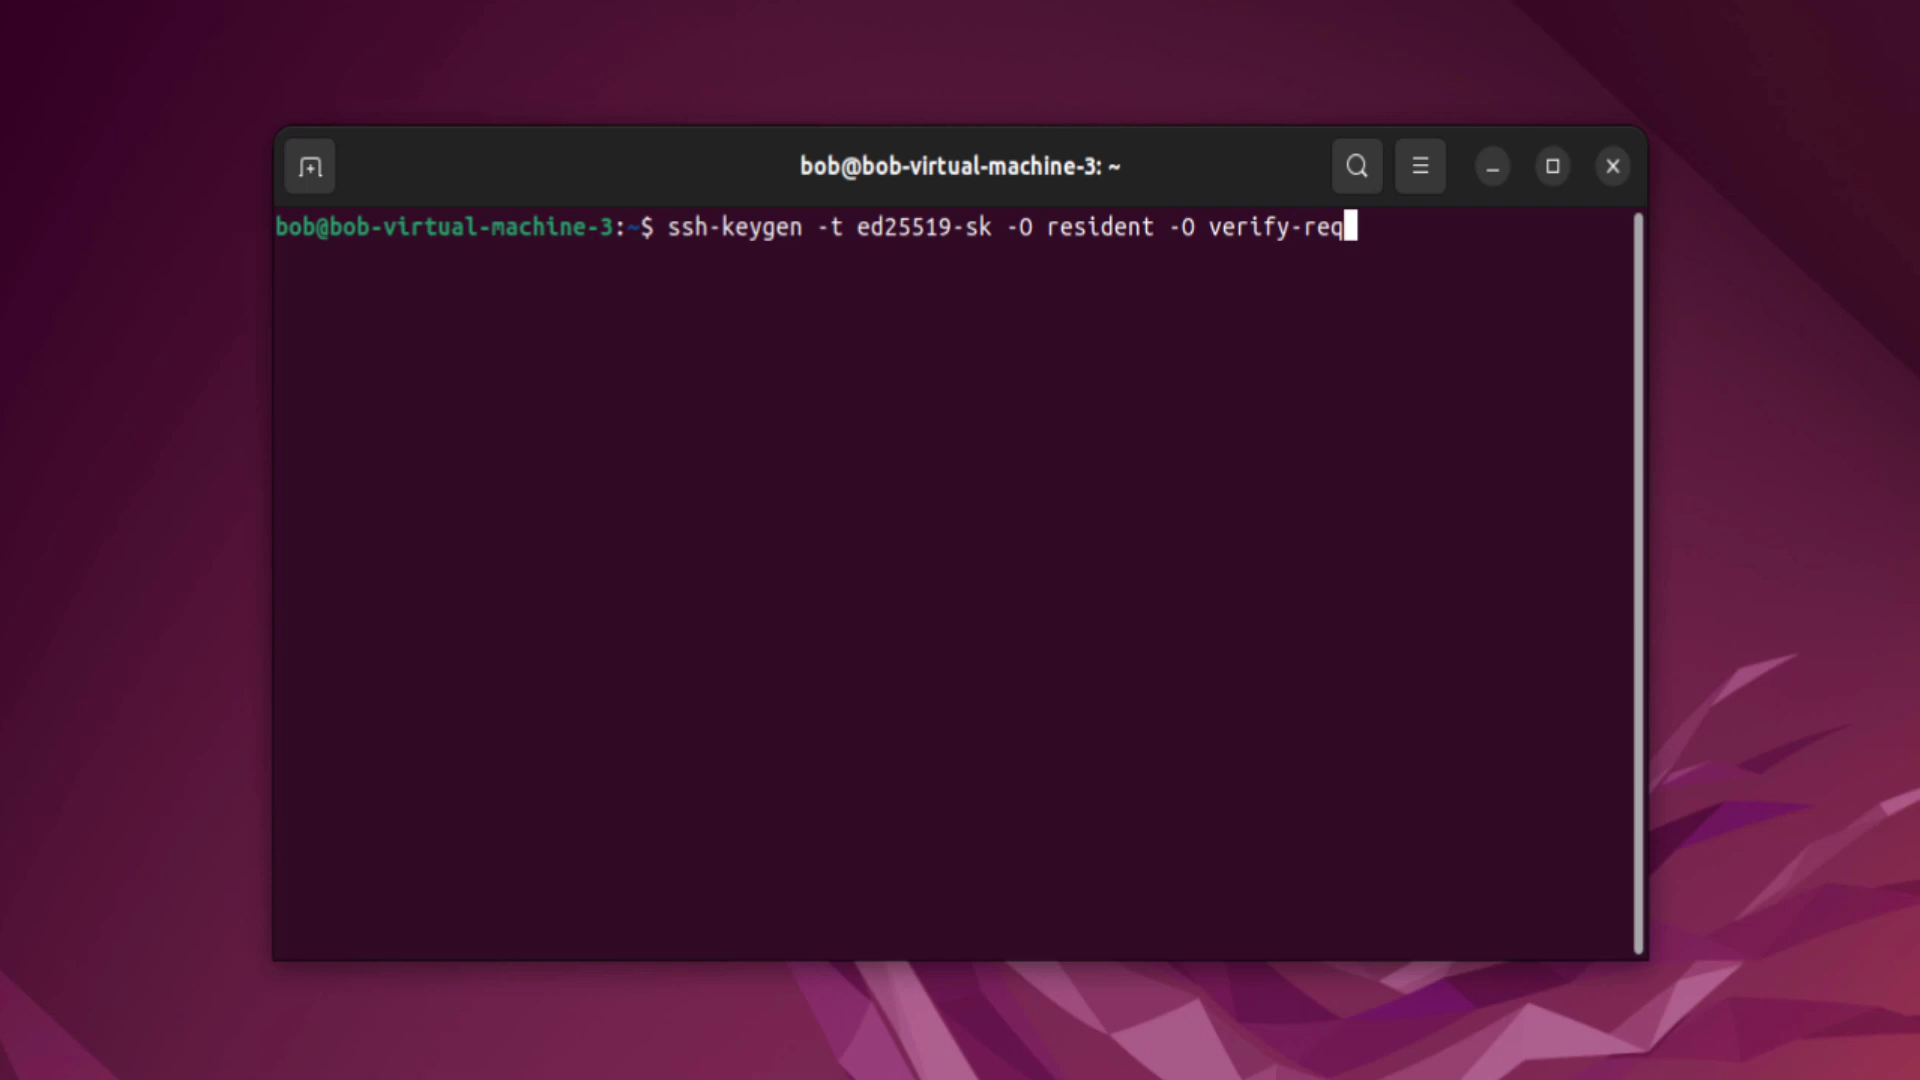 bob@bob-virtual-machine-3: ~
bob@bob-virtual-machine-3:~$ ssh-keygen -t ed25519-sk -O resident -O verify-req